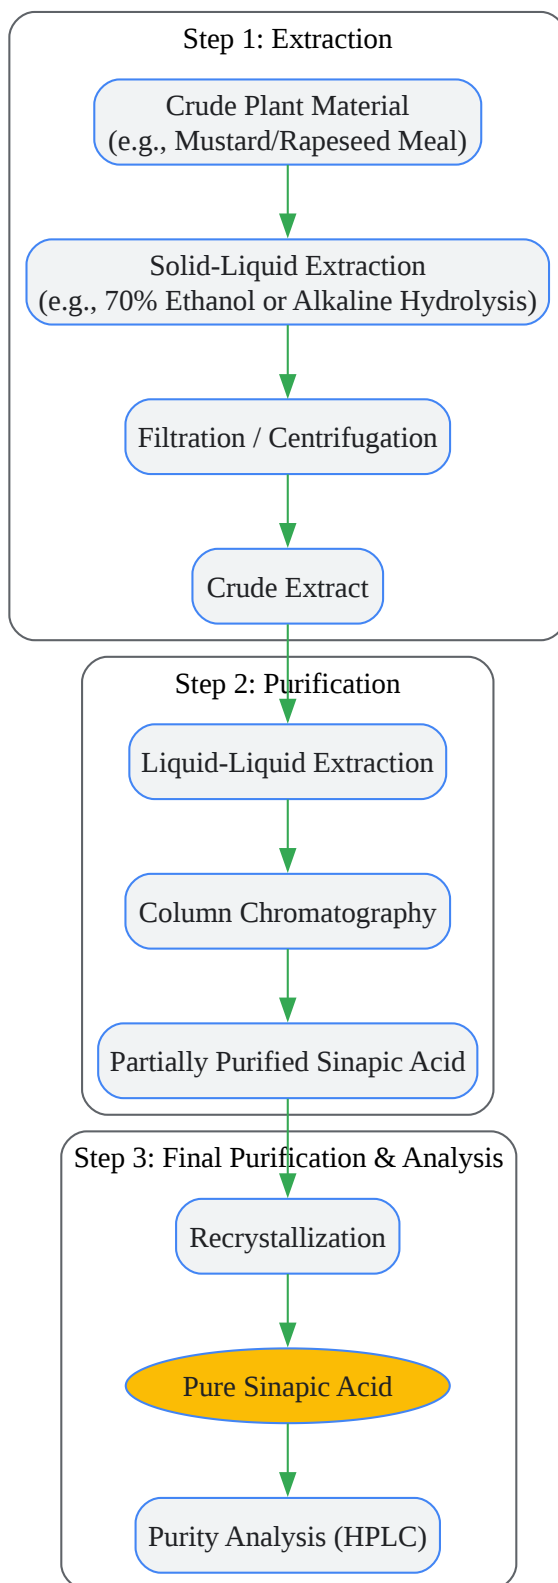 Step 1: Extraction
Crude Plant Material
(e.g., Mustard/Rapeseed Meal)
Solid-Liquid Extraction
(e.g., 70% Ethanol or Alkaline Hydrolysis)
Filtration / Centrifugation
Crude Extract
Step 2: Purification
Liquid-Liquid Extraction
Column Chromatography
Partially Purified Sinapic Acid
Step 3: Final Purification & Analysis
Recrystallization
Pure Sinapic Acid
Purity Analysis (HPLC)